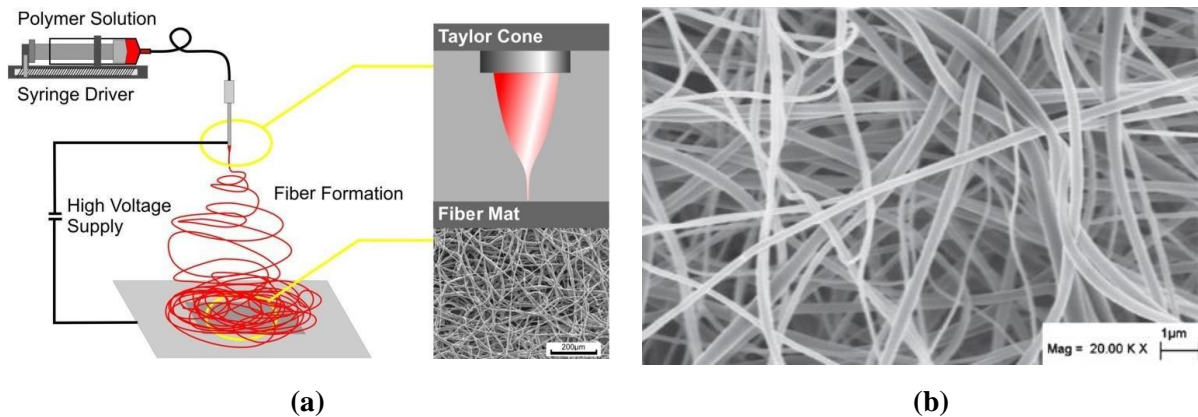 Polymer Solution
Syringe Driver
High Voltage
Supply
Fiber Formation
Taylor Cone
Fiber Mat
200µm
(a)
1µm
Mag = 20.00 K X
(b)